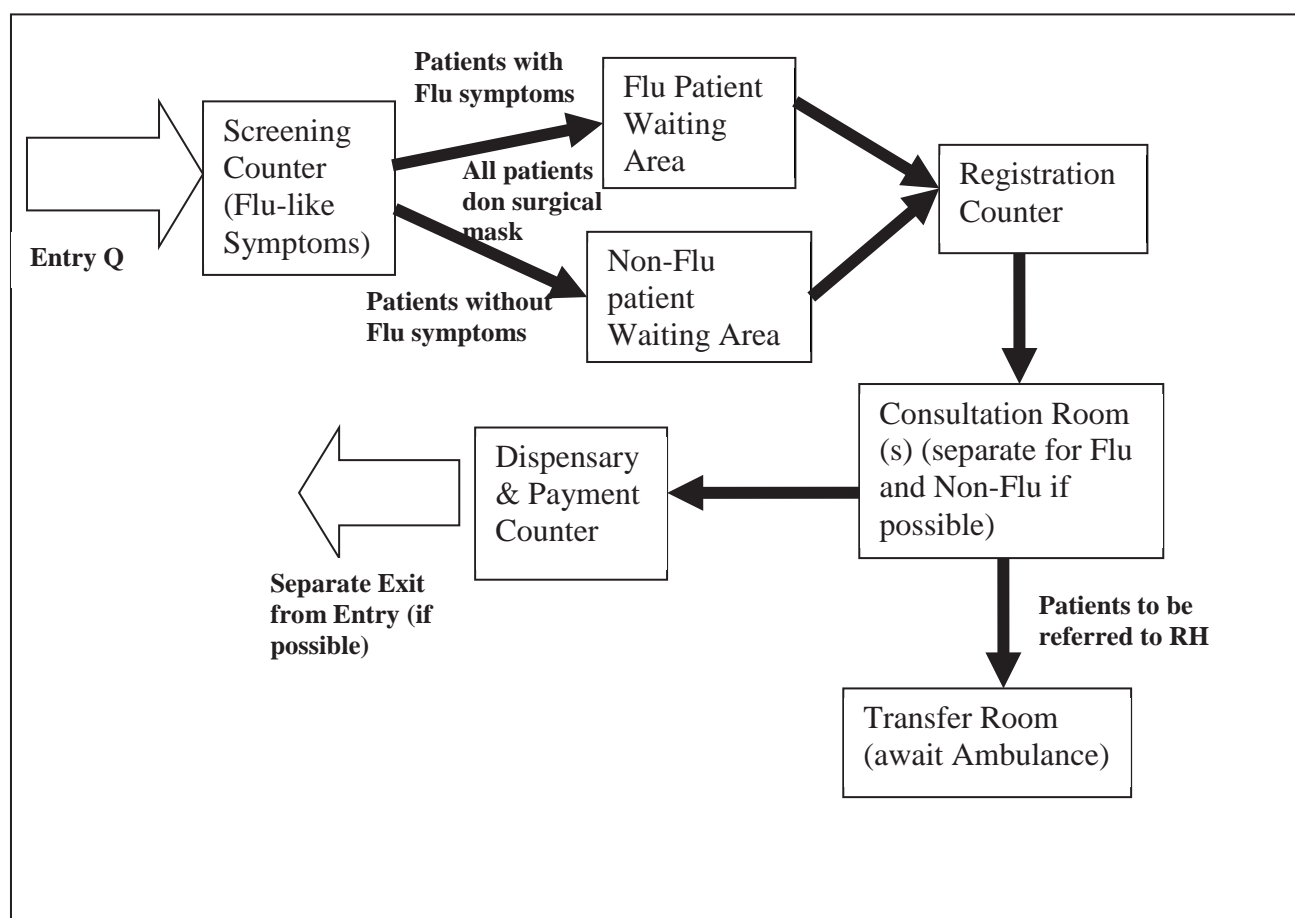 Patients with
Flu symptoms
Flu Patient
Waiting
Area
Screening
Counter
(Flu-like
Symptoms)
All patients
don surgical
mask
Registration
Counter
Entry Q
Non-Flu
patient
Waiting Area
Patients without
Flu symptoms
Consultation Room
(s) (separate for Flu
and Non-Flu if
possible)
Dispensary
& Payment
Counter
Separate Exit
from Entry (if
possible)
Patients to be
referred to RH
Transfer Room
(await Ambulance)